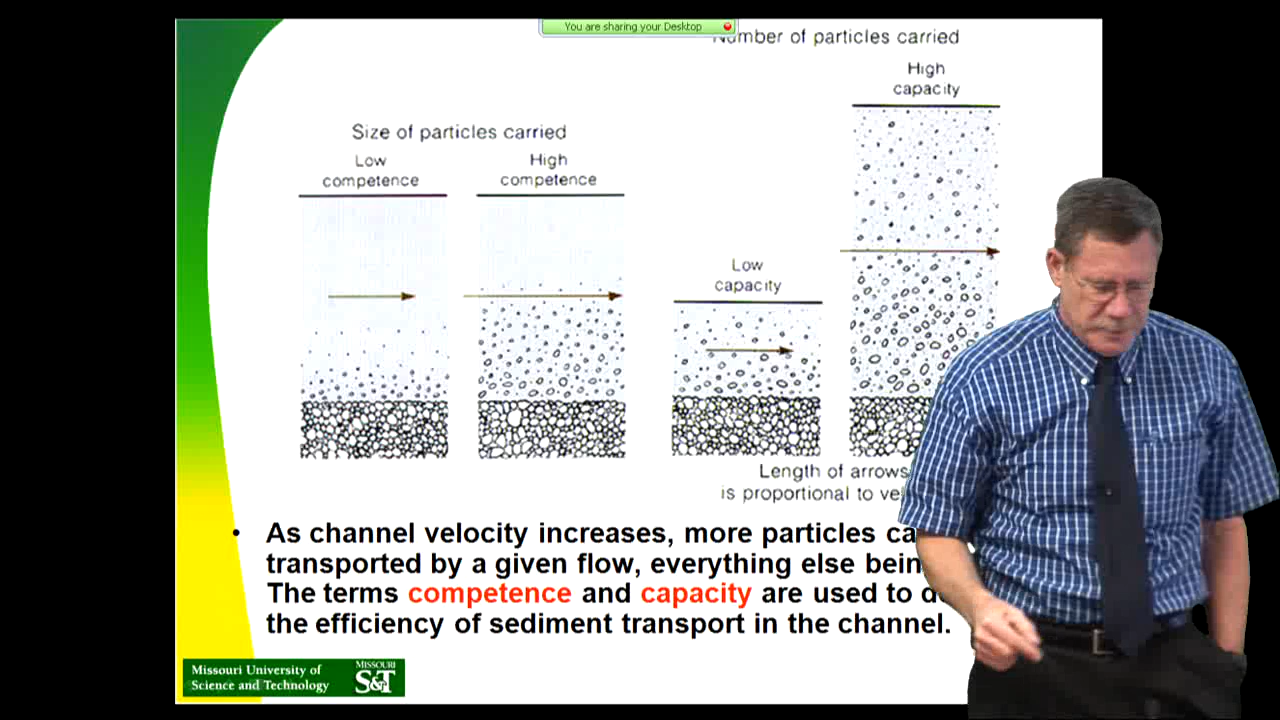 You are sharing your Desktop
Number of particles carried
High
capacity
Size of particles carried
Low
competence
High
competence
Low
capacity
Length of arrows
is proportional to
• As channel velocity increases, more particles
transported by a given flow, everything else
The terms competence and capacity are used to
the efficiency of sediment transport in the channel.
Missouri University of
Science and Technology
MISSOURI
S&T